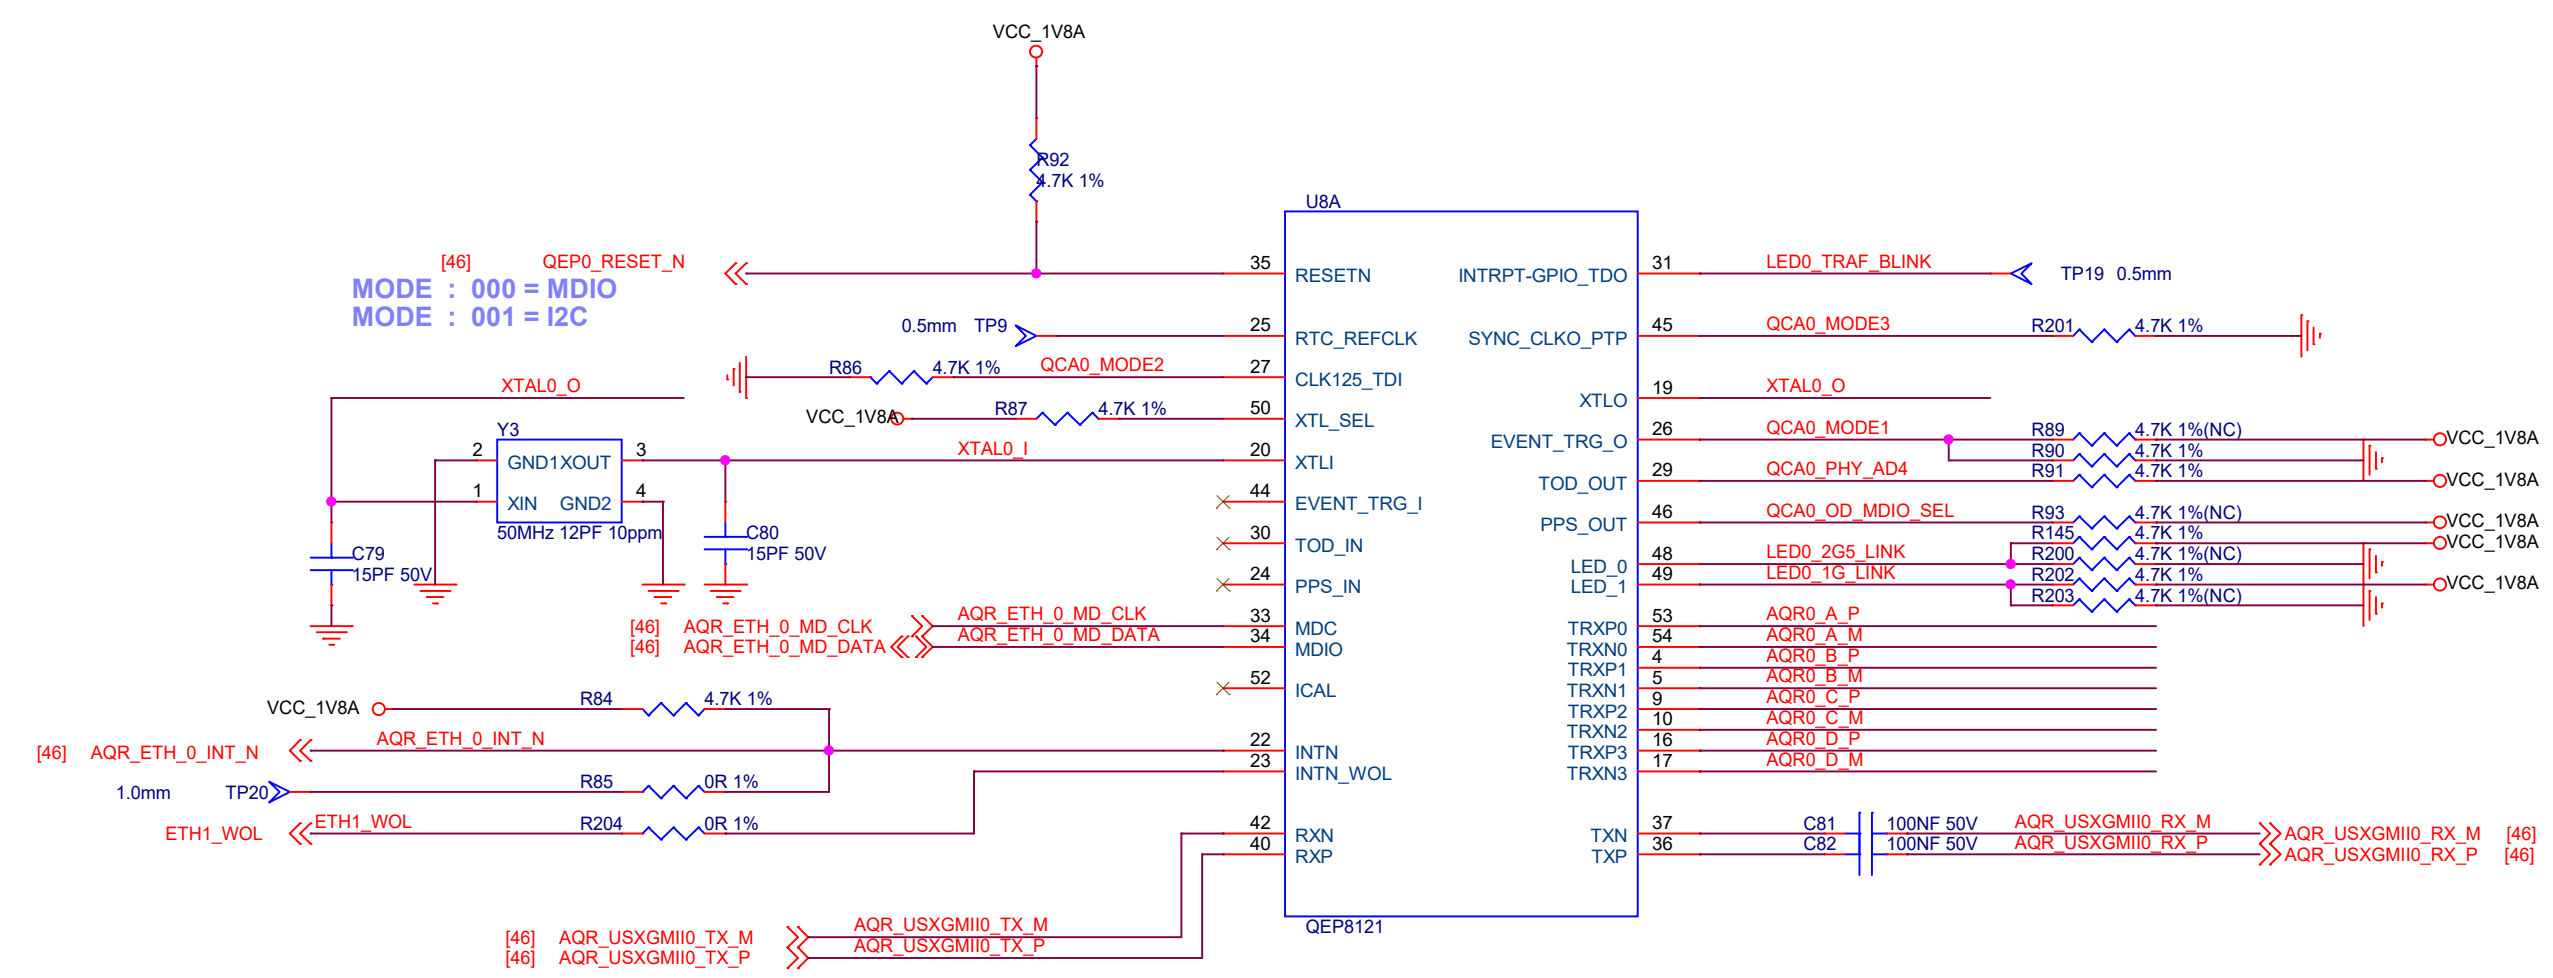 VCC_1V8A
R92
4.7K 1%
U8A
[46] QEP0_RESET_N
35 RESETN
INTRPT-GPIO_TDO 31 LED0_TRAF_BLINK TP19 0.5mm
MODE : 000 = MDIO
MODE : 001 = I2C
0.5mm TP9 25 RTC_REFCLK
SYNC_CLKO_PTP 45 QCA0_MODE3 R201 4.7K 1%
R86 4.7K 1% QCA0_MODE2 27 CLK125_TDI
XTAL0_O
XTLO 19 XTAL0_O
VCC_1V8A R87 4.7K 1% 50 XTL_SEL
EVENT_TRG_O 26 QCA0_MODE1 R89 4.7K 1%(NC) VCC_1V8A
R90 4.7K 1%
Y3
2 GND1 XOUT 3 XTAL0_I 20 XTLI
TOD_OUT 29 QCA0_PHY_AD4 R91 4.7K 1% VCC_1V8A
1 XIN GND2 4
50MHz 12PF 10ppm
44 EVENT_TRG_I
PPS_OUT 46 QCA0_OD_MDIO_SEL R93 4.7K 1%(NC) VCC_1V8A
C79
15PF 50V
C80
15PF 50V
30 TOD_IN
R145 4.7K 1% VCC_1V8A
LED_0 48 LED0_2G5_LINK R200 4.7K 1%(NC)
24 PPS_IN
LED_1 49 LED0_1G_LINK R202 4.7K 1% VCC_1V8A
R203 4.7K 1%(NC)
[46] AQR_ETH_0_MD_CLK AQR_ETH_0_MD_CLK 33 MDC
TRXP0 53 AQR0_A_P
[46] AQR_ETH_0_MD_DATA AQR_ETH_0_MD_DATA 34 MDIO
TRXN0 54 AQR0_A_M
TRXP1 4 AQR0_B_P
52 ICAL
TRXN1 5 AQR0_B_M
VCC_1V8A R84 4.7K 1%
TRXP2 9 AQR0_C_P
TRXN2 10 AQR0_C_M
[46] AQR_ETH_0_INT_N AQR_ETH_0_INT_N 22 INTN
TRXP3 16 AQR0_D_P
23 INTN_WOL
TRXN3 17 AQR0_D_M
1.0mm TP20 R85 0R 1%
ETH1_WOL ETH1_WOL R204 0R 1%
42 RXN
TXN 37 C81 100NF 50V AQR_USXGMII0_RX_M AQR_USXGMII0_RX_M [46]
40 RXP
TXP 36 C82 100NF 50V AQR_USXGMII0_RX_P AQR_USXGMII0_RX_P [46]
QEP8121
[46] AQR_USXGMII0_TX_M AQR_USXGMII0_TX_M
[46] AQR_USXGMII0_TX_P AQR_USXGMII0_TX_P